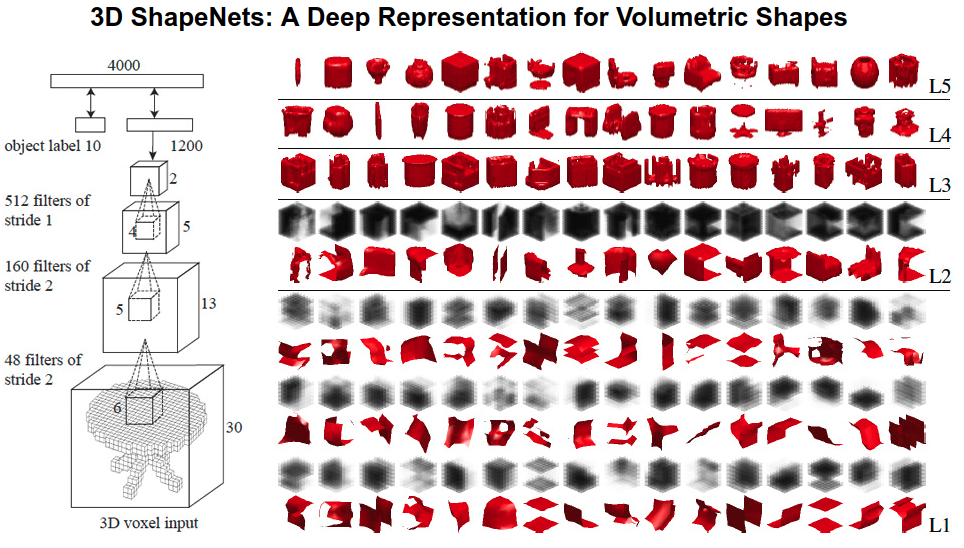 3D ShapeNets: A Deep Representation for Volumetric Shapes
4000
object label 10
1200
2
512 filters of
stride 1
4
5
160 filters of
stride 2
5
13
48 filters of
stride 2
6
30
3D voxel input
L5
L4
L3
L2
L1